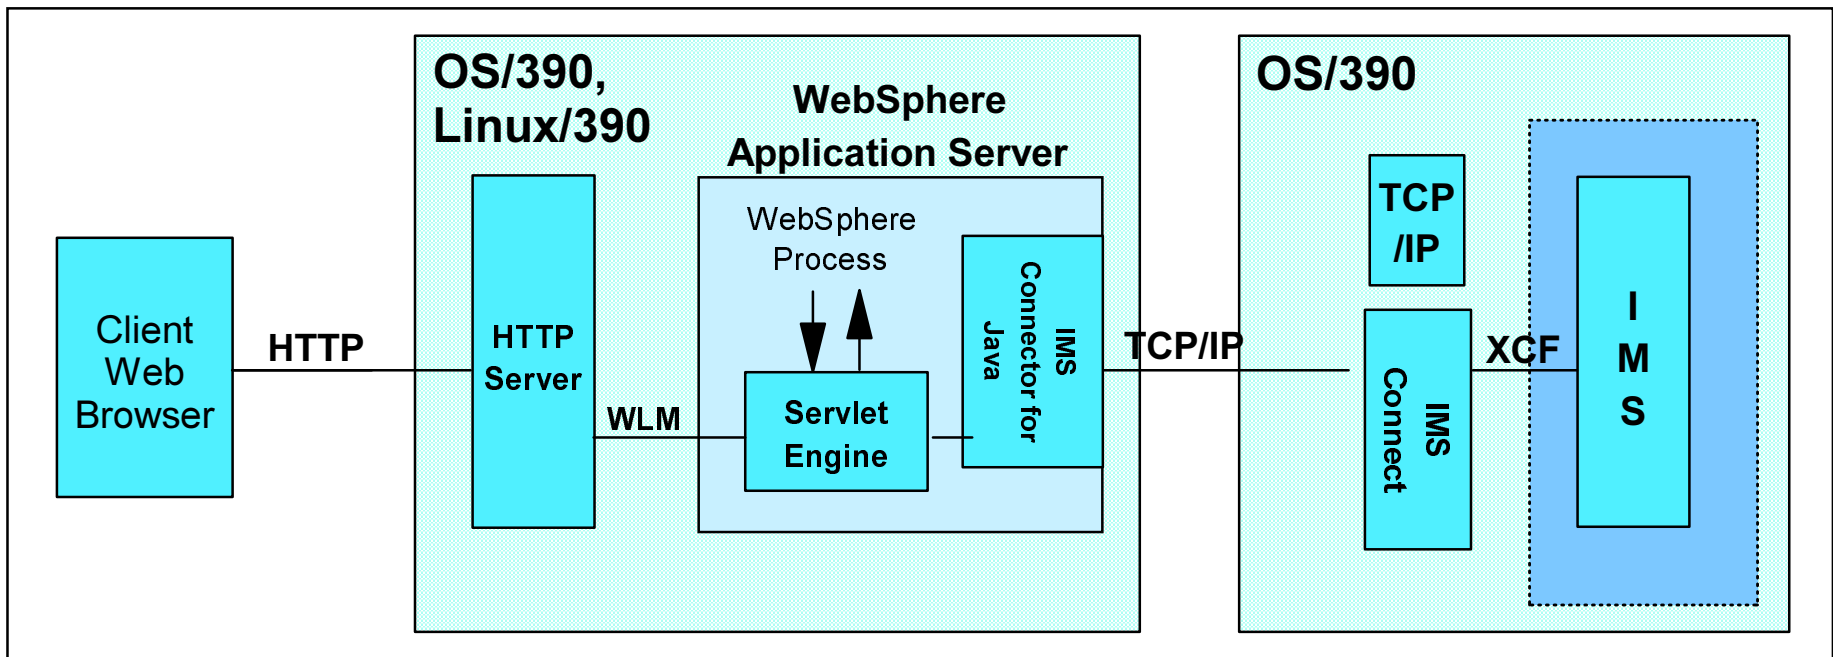 Client
Web
Browser
HTTP
OS/390,
Linux/390
HTTP
Server
WLM
WebSphere
Application Server
WebSphere
Process
Servlet
Engine
IMS
Connector for
Java
TCP/IP
OS/390
TCP
/IP
IMS
Connect
XCF
I
M
S